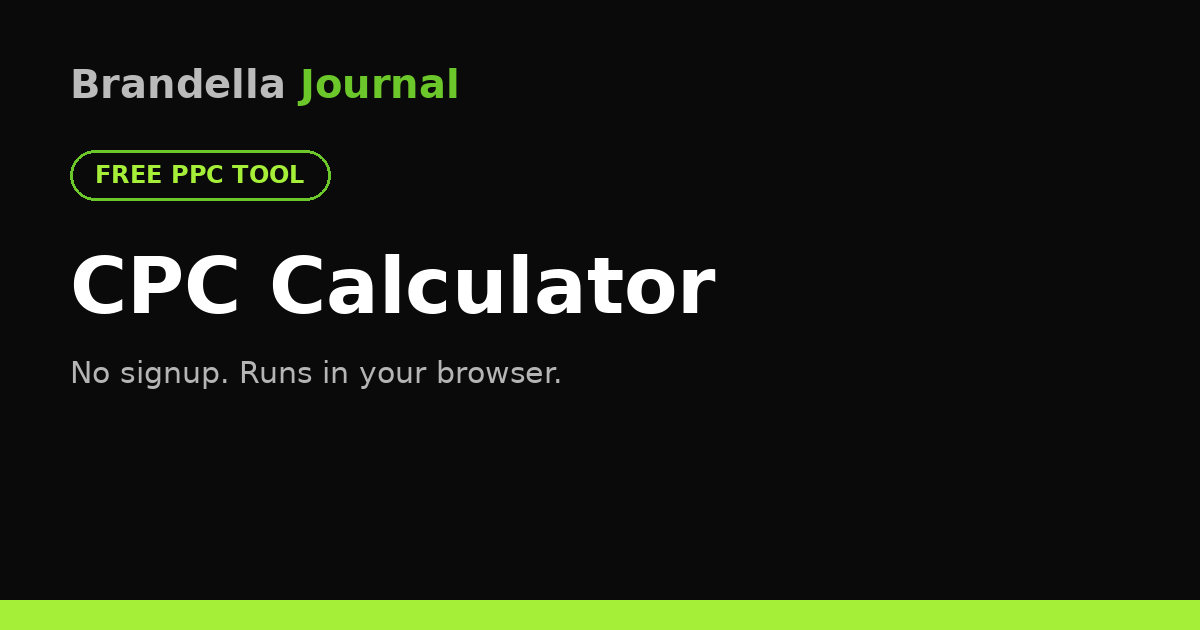 Brandella Journal
FREE PPC TOOL
CPC Calculator
No signup. Runs in your browser.